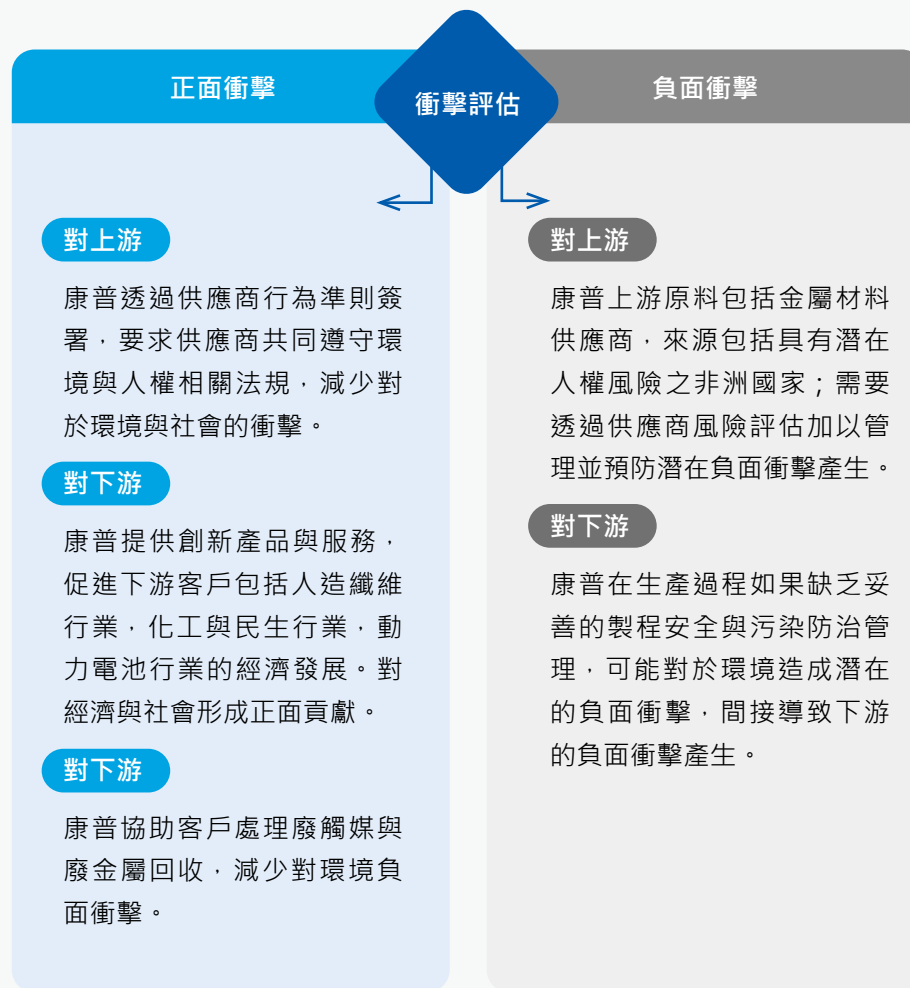 衝擊評估
正面衝擊
對上游
康普透過供應商行為準則簽
署，要求供應商共同遵守環
境與人權相關法規，減少對
於環境與社會的衝擊。
對下游
康普提供創新產品與服務，
促進下游客戶包括人造纖維
行業，化工與民生行業，動
力電池行業的經濟發展。對
經濟與社會形成正面貢獻。
對下游
康普協助客戶處理廢觸媒與
廢金屬回收，減少對環境負
面衝擊。
負面衝擊
對上游
康普上游原料包括金屬材料
供應商，來源包括具有潛在
人權風險之非洲國家；需要
透過供應商風險評估加以管
理並預防潛在負面衝擊產生。
對下游
康普在生產過程如果缺乏妥
善的製程安全與污染防治管
理，可能對於環境造成潛在
的負面衝擊，間接導致下游
的負面衝擊產生。